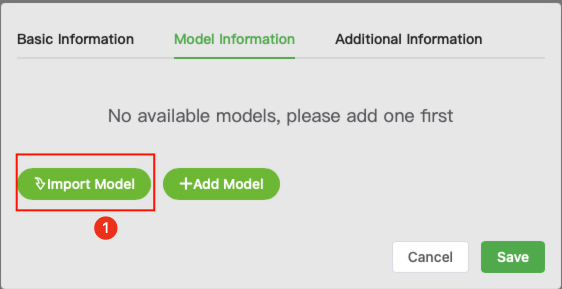 Basic Information Model Information Additional Information
No available models, please add one first
Import Model +Add Model
1
Cancel Save